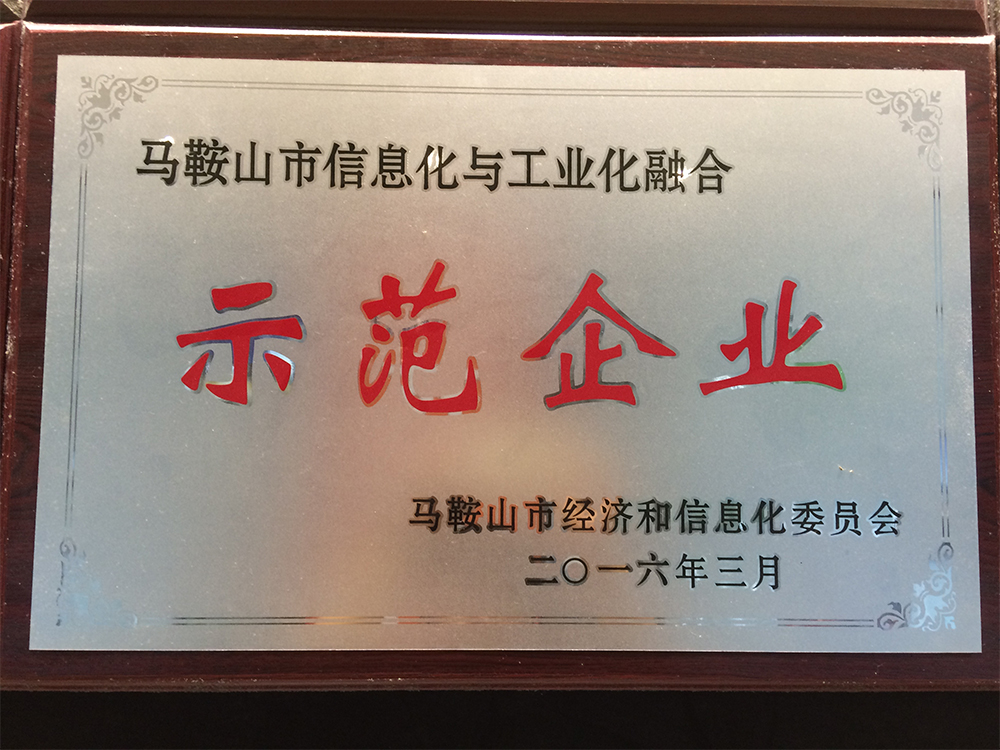 马鞍山市信息化与工业化融合
示范企业
马鞍山市经济和信息化委员会
二〇一六年三月